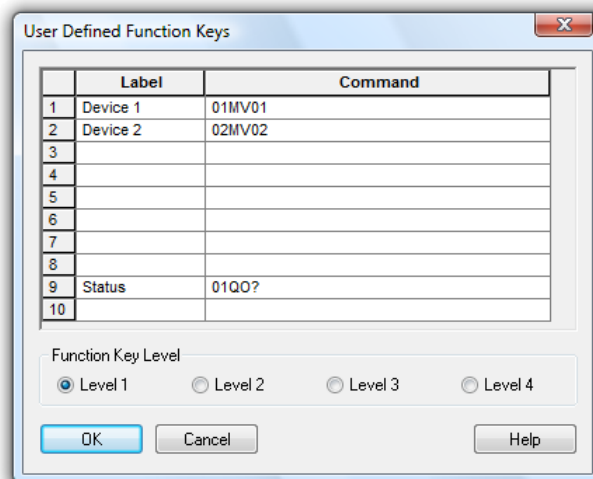 User Defined Function Keys
Label Command
1 Device 1 01MV01
2 Device 2 02MV02
3
4
5
6
7
8
9 Status 01QO?
10
Function Key Level
Level 1 Level 2 Level 3 Level 4
OK Cancel Help